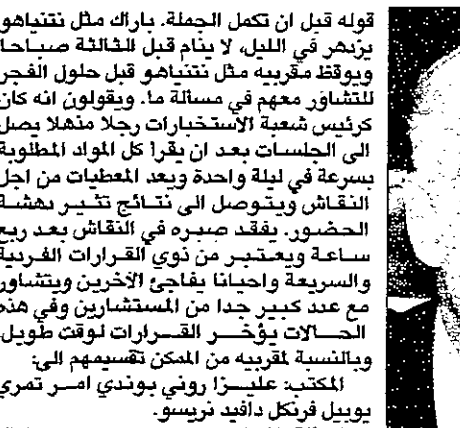 قوله قبل ان تكمل الجملة. باراك مثل نتنياهو
يزدهر في الليل، لا ينام قبل الثالثة صباحا
ويوقظ مقربيه مثل نتنياهو قبل حلول الفجر
للتشاور معهم في مسألة ما. ويقولون انه كان
كرئيس شعبة الاستخبارات رجلا منهلا يصل
الى الجلسات بعد ان يقرأ كل المواد المطلوبة
بسرعة في ليلة واحدة ويعد المعطيات من اجل
النقاش ويتوصل الى نتائج تثير دهشة
الحضور. يفقد صبره في النقاش بعد ربع
ساعة ويعتبر من ذوي القرارات الفردية
والسريعة واحيانا يفاجئ الآخرين ويتشاور
مع عدد كبير جدا من المستشارين وفي هذه
الحالات يؤخر القرارات لوقت طويل.
وبالنسبة لمقربيه من الممكن تقسيمهم الى:
المكتب: عليزا روني بوندي امر تمري
يوبيل فرنكل دافيد نريسو.